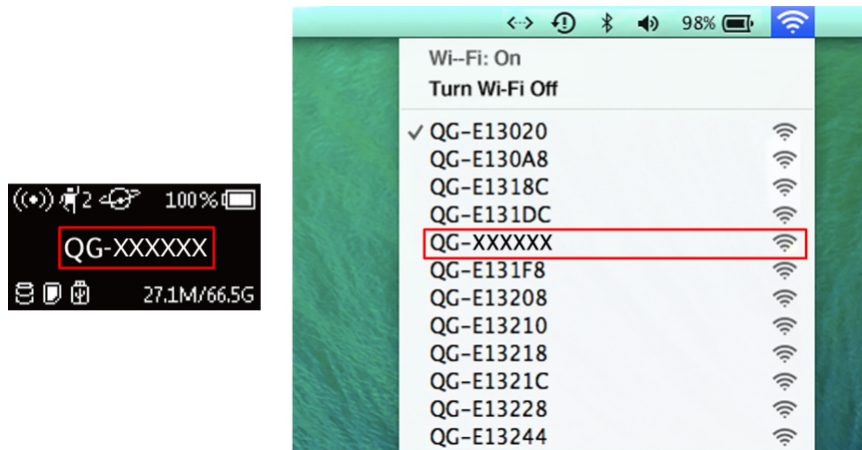 2 100%
QG-XXXXXX
27.1M/66.5G
98%
Wi--Fi: On
Turn Wi-Fi Off
QG-E13020
QG-E130A8
QG-E1318C
QG-E131DC
QG-XXXXXX
QG-E131F8
QG-E13208
QG-E13210
QG-E13218
QG-E1321C
QG-E13228
QG-E13244